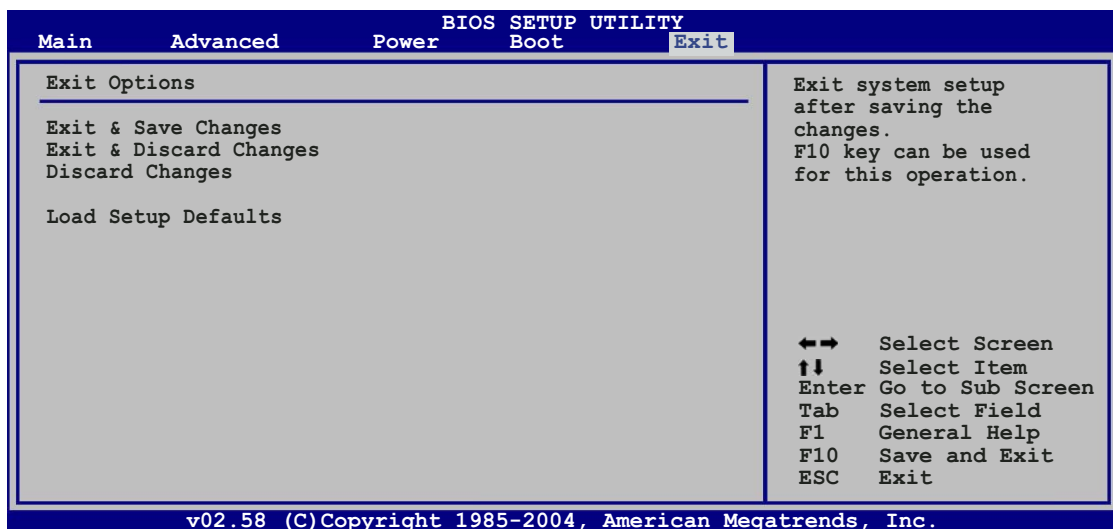 BIOS SETUP UTILITY
Main Advanced Power Boot Exit
Exit Options
Exit & Save Changes
Exit & Discard Changes
Discard Changes
Load Setup Defaults
Exit system setup
after saving the
changes.
F10 key can be used
for this operation.
←→ Select Screen
↑↓ Select Item
Enter Go to Sub Screen
Tab Select Field
F1 General Help
F10 Save and Exit
ESC Exit
v02.58 (C)Copyright 1985-2004, American Megatrends, Inc.